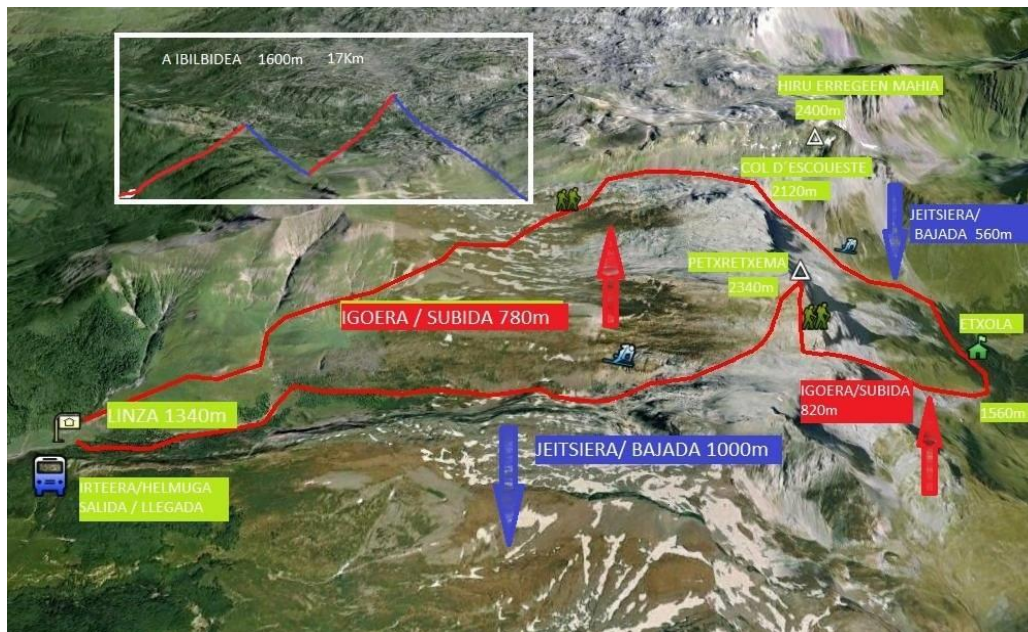 A IBILBIDEA 1600m 17Km
HIRU ERREGEEN MAHIA
2400m
COL D´ESCOUESTE
2120m
JEITSIERA/
BAJADA 560m
PETXRETXEMA
2340m
IGOERA / SUBIDA 780m
ETXOLA
IGOERA/SUBIDA
820m
1560m
LINZA 1340m
JEITSIERA/ BAJADA 1000m
IRTEERA/HELMUGA
SALIDA / LLEGADA